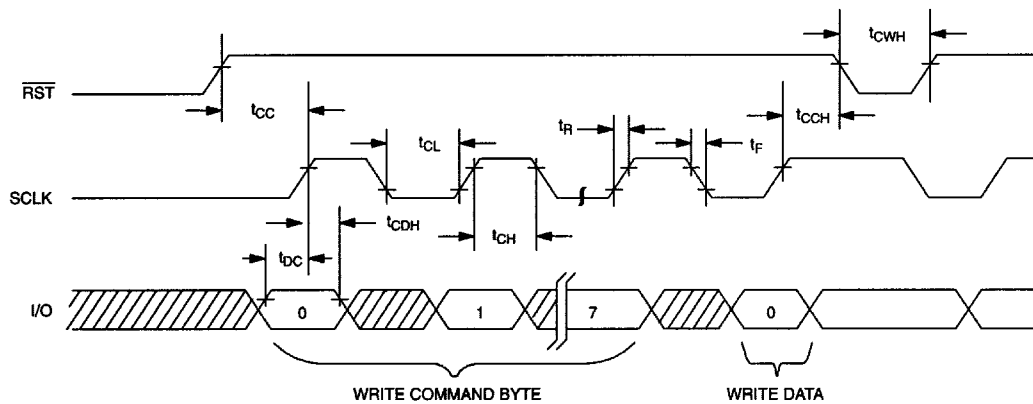 t_CWH
R̅S̅T̅
t_CC
t_CCH
t_R
t_F
t_CL
SCLK
t_CDH
t_CH
t_DC
I/O 0 1 7 0
WRITE COMMAND BYTE WRITE DATA